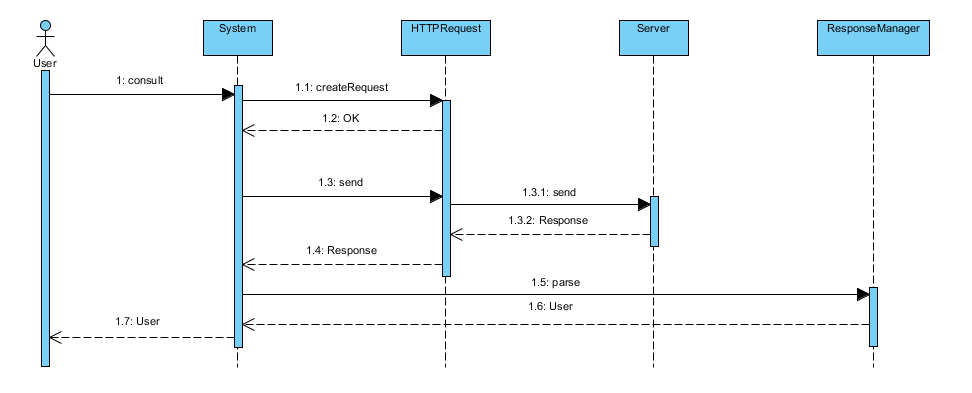 System
HTTPRequest
Server
ResponseManager
User
1: consult
1.1: createRequest
1.2: OK
1.3: send
1.3.1: send
1.3.2: Response
1.4: Response
1.5: parse
1.6: User
1.7: User